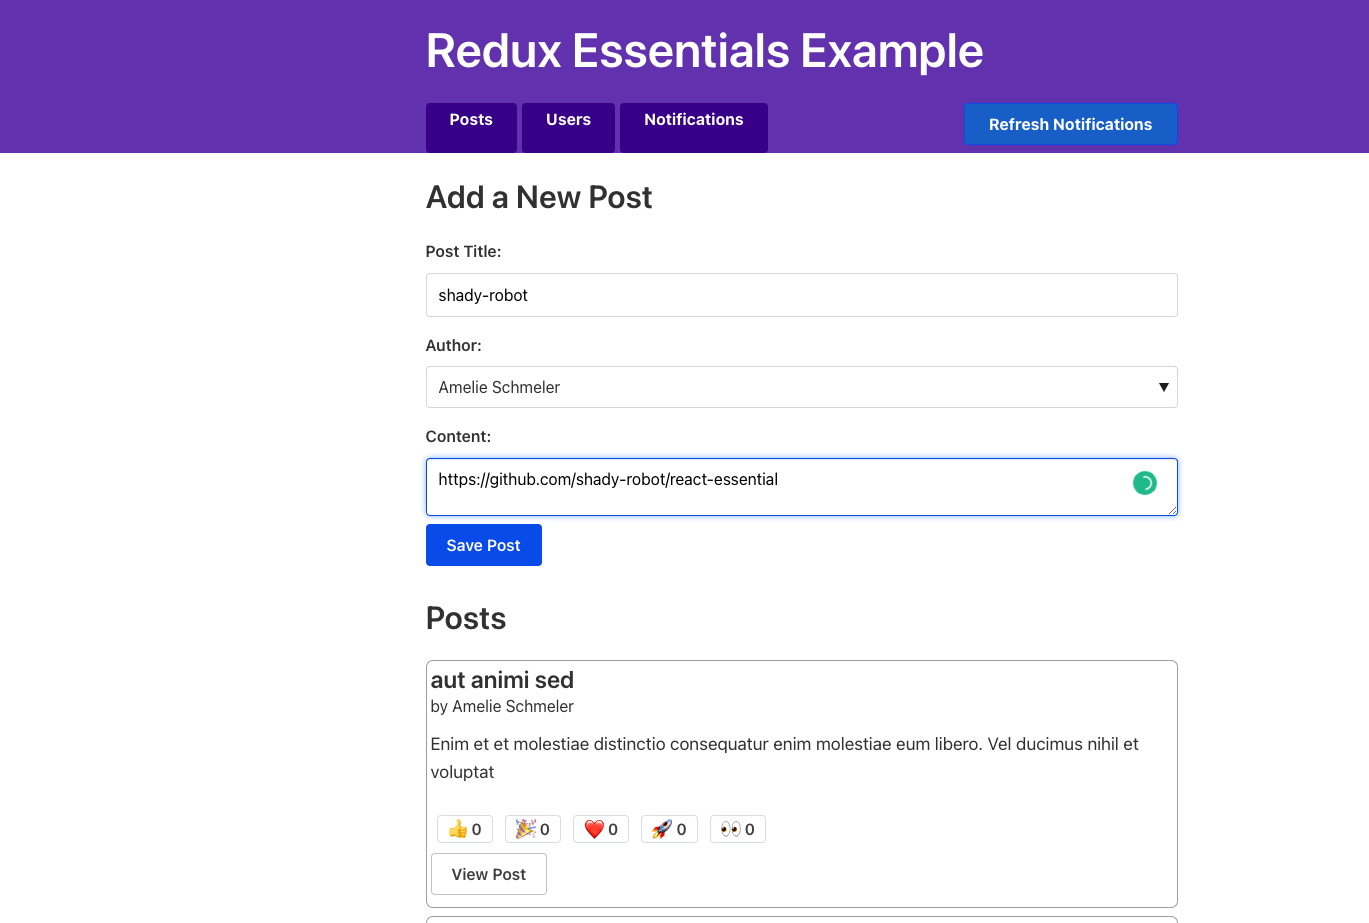 Redux Essentials Example
Posts Users Notifications Refresh Notifications
Add a New Post
Post Title:
shady-robot
Author:
Amelie Schmeler
Content:
https://github.com/shady-robot/react-essential
Save Post
Posts
aut animi sed
by Amelie Schmeler
Enim et et molestiae distinctio consequatur enim molestiae eum libero. Vel ducimus nihil et
voluptat
👍 0 🎉 0 ❤️ 0 🚀 0 👀 0
View Post